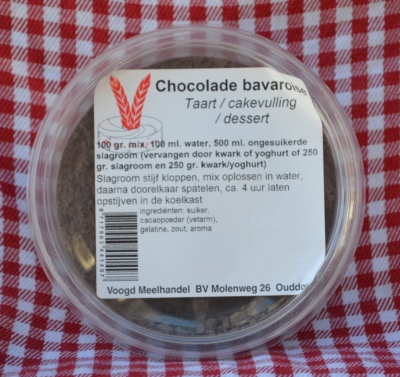 Chocolade bavaroise
Taart / cakevulling
/ dessert
100 gr. mix, 100 ml. water, 500 ml. ongesuikerde
slagroom (vervangen door kwark of yoghurt of 250
gr. slagroom en 250 gr. kwark/yoghurt)
Slagroom stijf kloppen, mix oplossen in water,
daarna doorelkaar spatelen, ca. 4 uur laten
opstijven in de koelkast
ingrediënten: suiker,
cacaopoeder (vetarm),
gelatine, zout, aroma
Voogd Meelhandel BV Molenweg 26